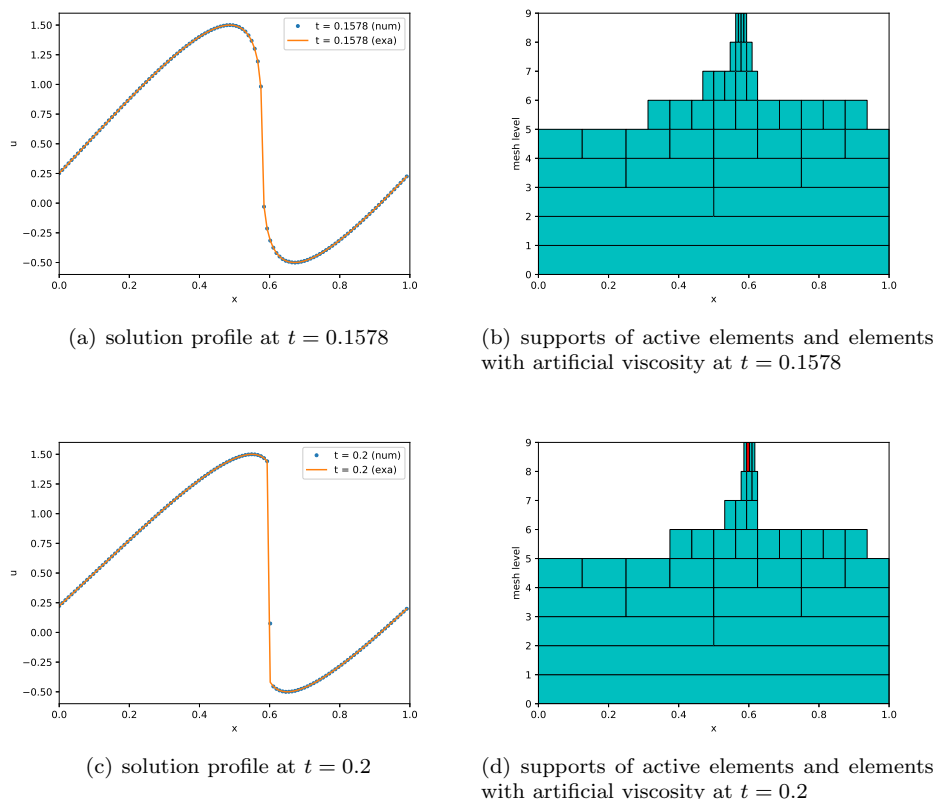 1.50
1.25
1.00
0.75
0.50
0.25
0.00
−0.25
−0.50
u
0.0 0.2 0.4 0.6 0.8 1.0
x
t = 0.1578 (num)
t = 0.1578 (exa)
(a) solution profile at t = 0.1578
9
8
7
6
5
4
3
2
1
0
mesh level
0.0 0.2 0.4 0.6 0.8 1.0
x
(b) supports of active elements and elements
with artificial viscosity at t = 0.1578
1.50
1.25
1.00
0.75
0.50
0.25
0.00
−0.25
−0.50
u
0.0 0.2 0.4 0.6 0.8 1.0
x
t = 0.2 (num)
t = 0.2 (exa)
(c) solution profile at t = 0.2
9
8
7
6
5
4
3
2
1
0
mesh level
0.0 0.2 0.4 0.6 0.8 1.0
x
(d) supports of active elements and elements
with artificial viscosity at t = 0.2